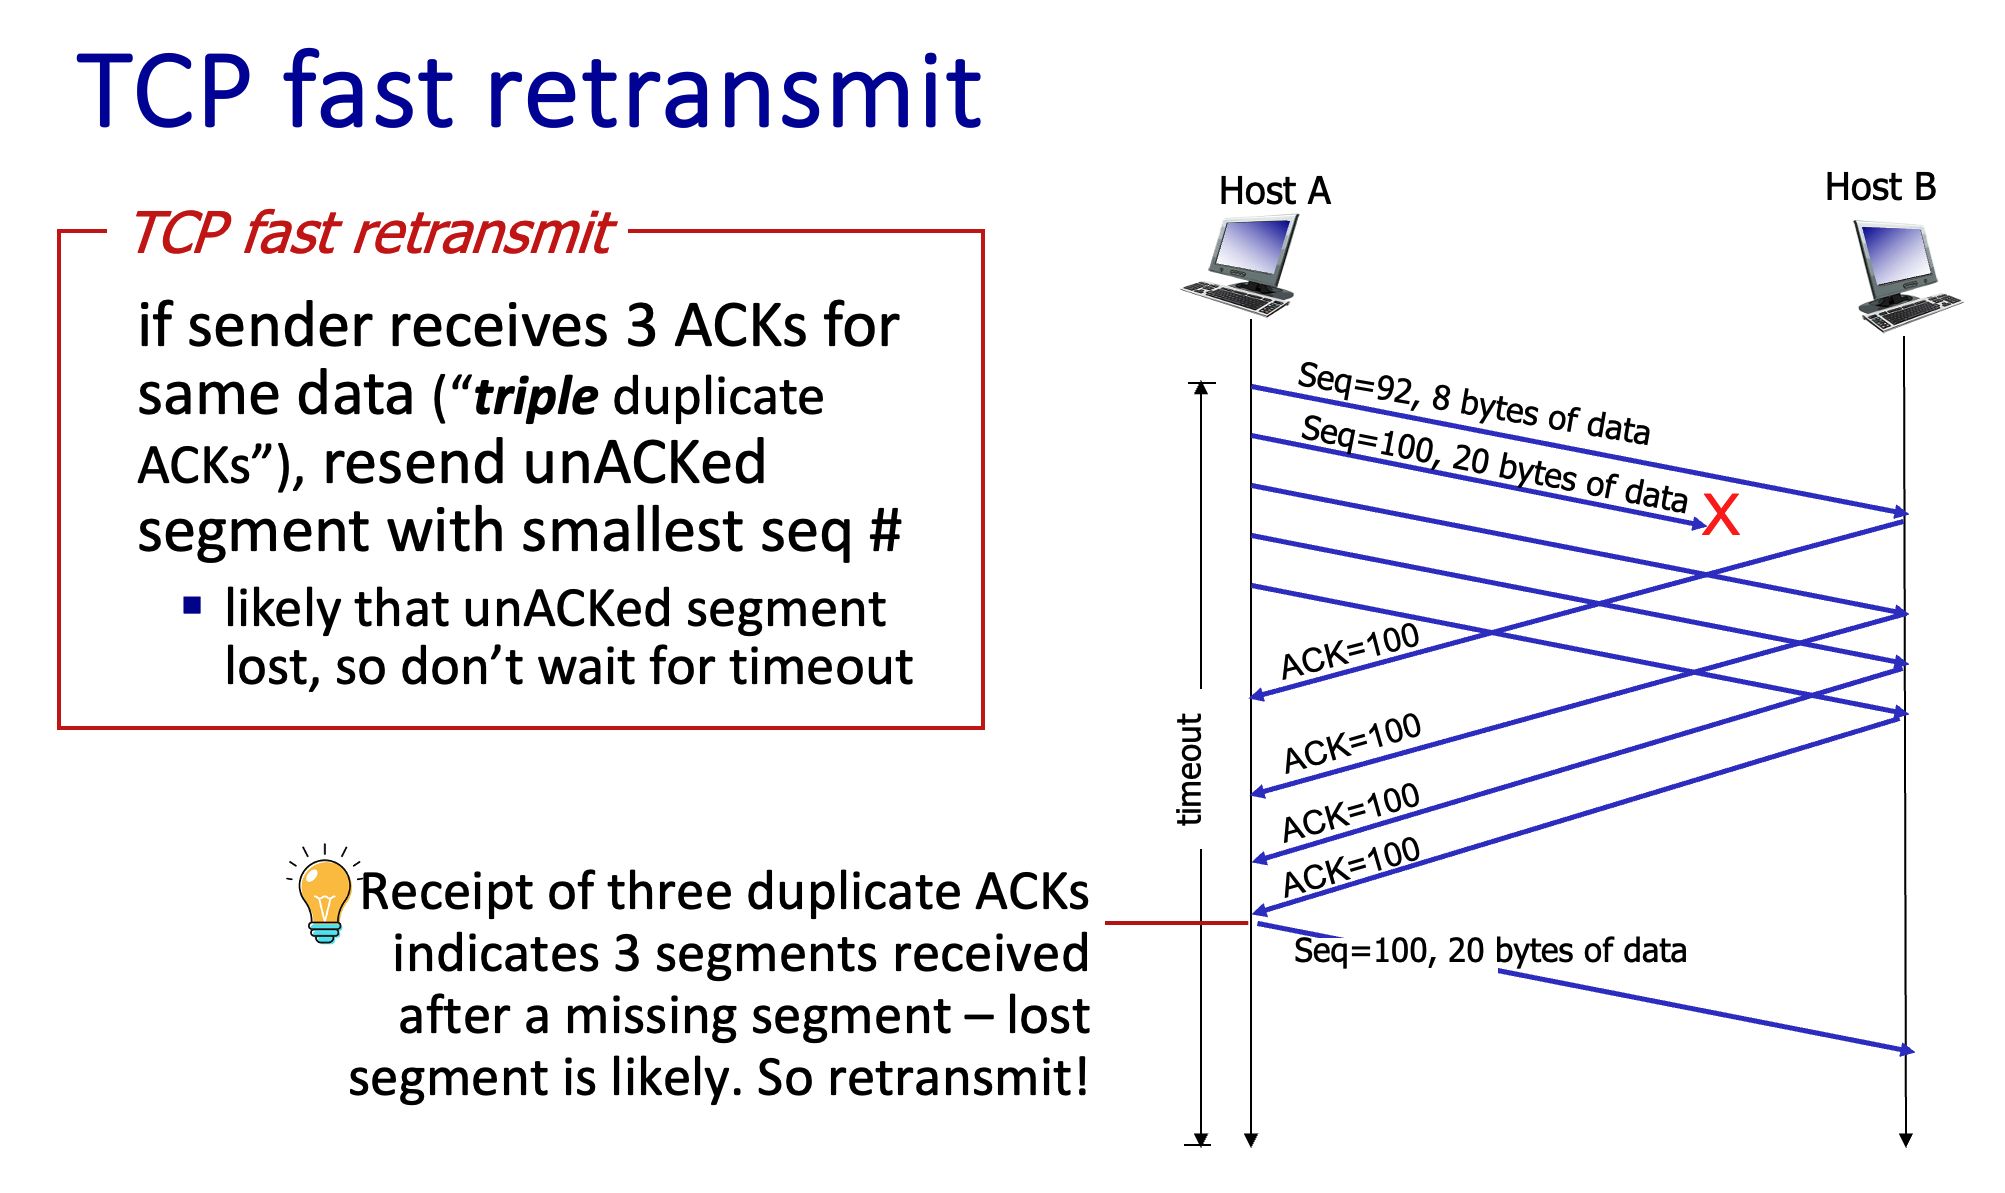 TCP fast retransmit
TCP fast retransmit
if sender receives 3 ACKs for
same data (“triple duplicate
ACKs”), resend unACKed
segment with smallest seq #
▪ likely that unACKed segment
lost, so don’t wait for timeout
Receipt of three duplicate ACKs
indicates 3 segments received
after a missing segment – lost
segment is likely. So retransmit!
Host A
Host B
Seq=92, 8 bytes of data
Seq=100, 20 bytes of data
X
ACK=100
timeout
ACK=100
ACK=100
ACK=100
Seq=100, 20 bytes of data